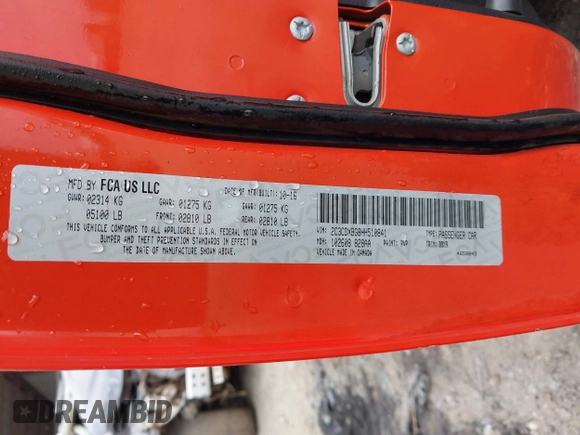 MFD BY FCA US LLC
DATE OF MFR(BUILT): 10-16
GVWR: 02314 KG
GAWR: 01275 KG
GAWR: 01275 KG
05100 LB
FRONT: 02810 LB
REAR: 02810 LB
THIS VEHICLE CONFORMS TO ALL APPLICABLE U.S.A. FEDERAL MOTOR VEHICLE SAFETY,
BUMPER AND THEFT PREVENTION STANDARDS IN EFFECT ON
THE DATE OF MANUFACTURE SHOWN ABOVE.
TYPE: PASSENGER CAR
PAINT: PVP
VEHICLE MADE IN CANADA
DREAMBID